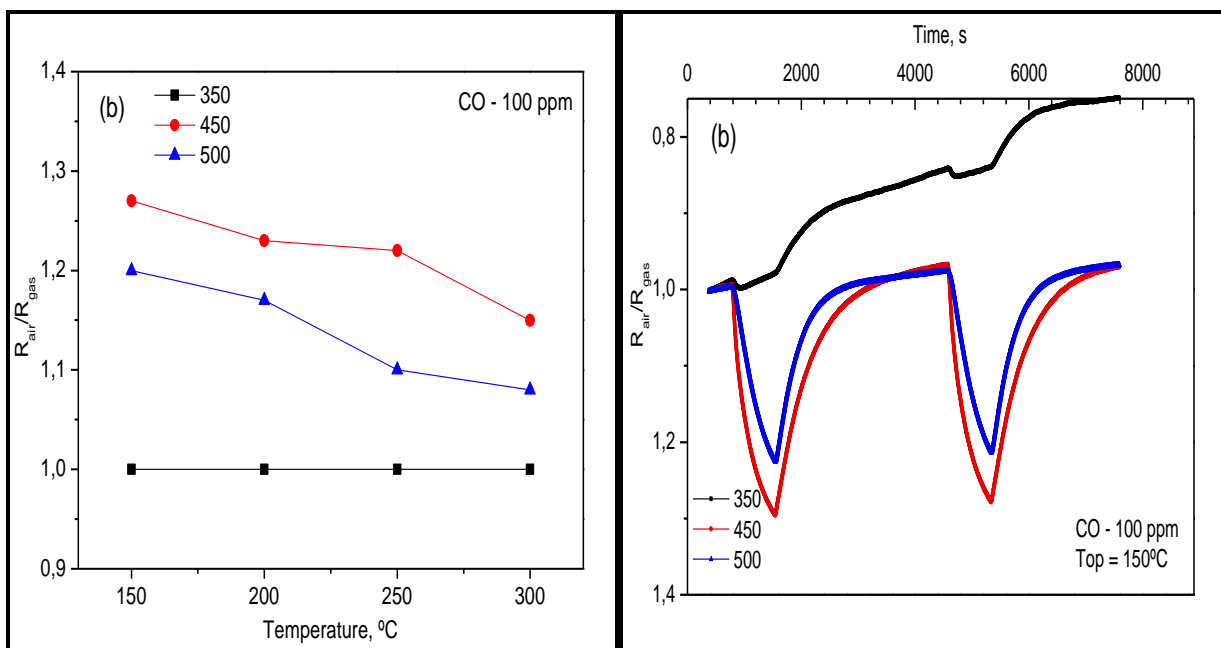 (b)
350
450
500
CO - 100 ppm
1,4
1,3
1,2
1,1
1,0
0,9
R_air/R_gas
150 200 250 300
Temperature, ºC
Time, s
0 2000 4000 6000 8000
(b)
0,8
1,0
1,2
1,4
R_air/R_gas
350
450
500
CO - 100 ppm
Top = 150ºC